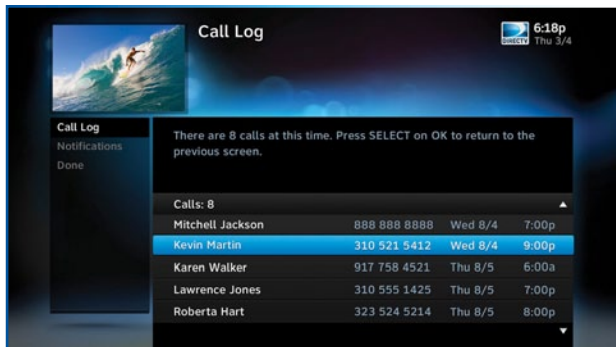 Call Log
6:18p
DIRECTV Thu 3/4
Call Log
Notifications
Done
There are 8 calls at this time. Press SELECT on OK to return to the
previous screen.
Calls: 8
Mitchell Jackson 888 888 8888 Wed 8/4 7:00p
Kevin Martin 310 521 5412 Wed 8/4 9:00p
Karen Walker 917 758 4521 Thu 8/5 6:00a
Lawrence Jones 310 555 1425 Thu 8/5 7:00p
Roberta Hart 323 524 5214 Thu 8/5 8:00p